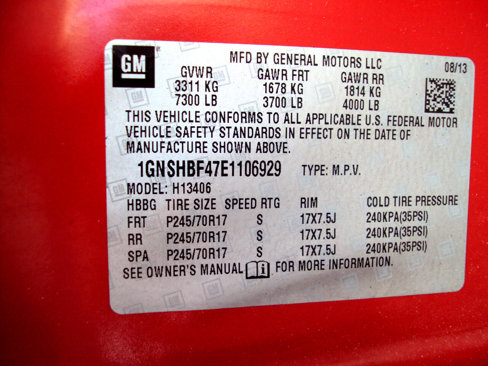 GM
MFD BY GENERAL MOTORS LLC 08/13
GVWR GAWR FRT GAWR RR
3311 KG 1678 KG 1814 KG
7300 LB 3700 LB 4000 LB
THIS VEHICLE CONFORMS TO ALL APPLICABLE U.S. FEDERAL MOTOR
VEHICLE SAFETY STANDARDS IN EFFECT ON THE DATE OF
MANUFACTURE SHOWN ABOVE.
1GNSHBF47E1106929 TYPE: M.P.V.
MODEL: H13406
HBBG TIRE SIZE SPEED RTG RIM COLD TIRE PRESSURE
FRT P245/70R17 S 17X7.5J 240KPA(35PSI)
RR P245/70R17 S 17X7.5J 240KPA(35PSI)
SPA P245/70R17 S 17X7.5J 240KPA(35PSI)
SEE OWNER'S MANUAL FOR MORE INFORMATION.